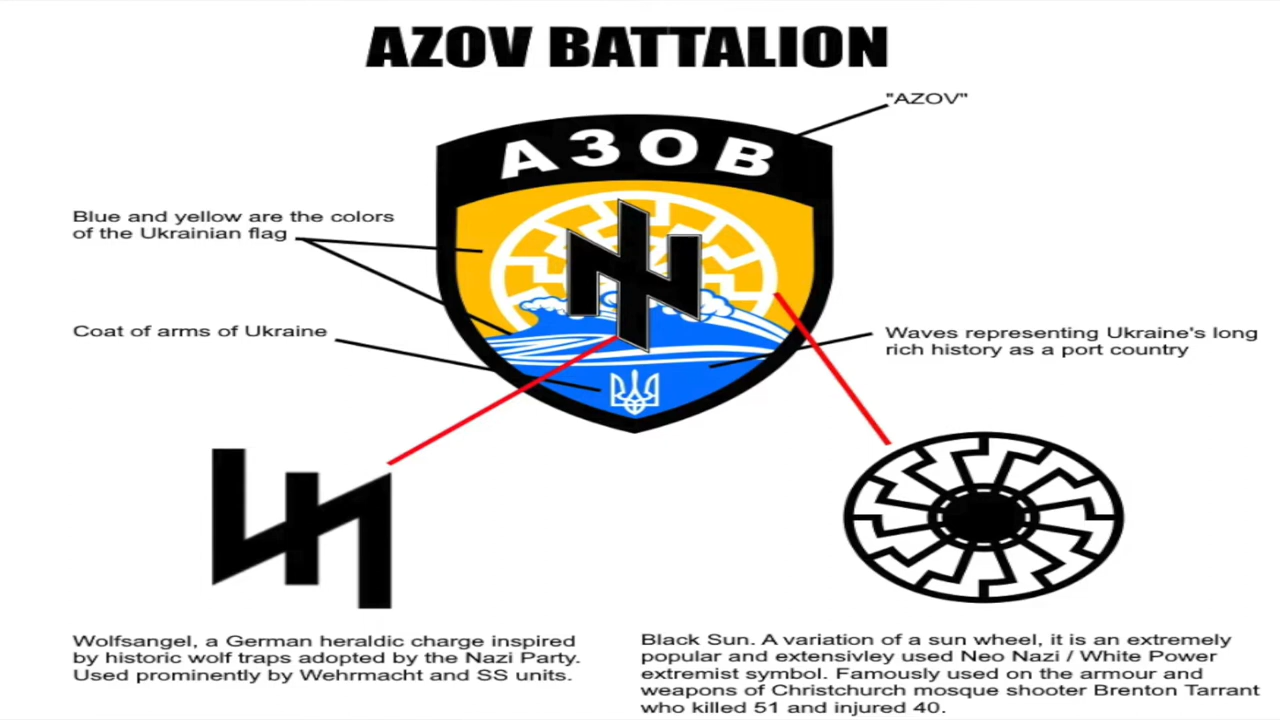 AZOV BATTALION
"AZOV"
АЗОВ
Blue and yellow are the colors
of the Ukrainian flag
Coat of arms of Ukraine
Waves representing Ukraine's long
rich history as a port country
Wolfsangel, a German heraldic charge inspired
by historic wolf traps adopted by the Nazi Party.
Used prominently by Wehrmacht and SS units.
Black Sun. A variation of a sun wheel, it is an extremely
popular and extensivley used Neo Nazi / White Power
extremist symbol. Famously used on the armour and
weapons of Christchurch mosque shooter Brenton Tarrant
who killed 51 and injured 40.